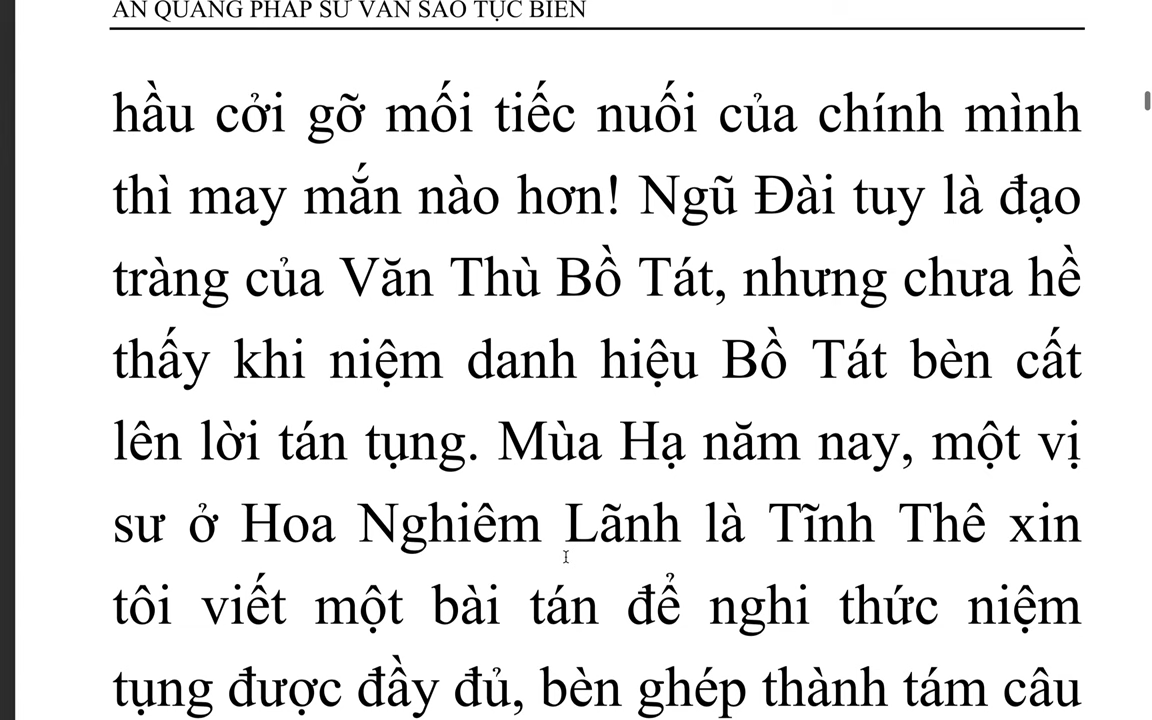 ẤN QUANG PHÁP SƯ VĂN SAO TỤC BIÊN
hầu cởi gỡ mối tiếc nuối của chính mình
thì may mắn nào hơn! Ngũ Đài tuy là đạo
tràng của Văn Thù Bồ Tát, nhưng chưa hề
thấy khi niệm danh hiệu Bồ Tát bèn cất
lên lời tán tụng. Mùa Hạ năm nay, một vị
sư ở Hoa Nghiêm Lãnh là Tĩnh Thê xin
tôi viết một bài tán để nghi thức niệm
tụng được đầy đủ, bèn ghép thành tám câu